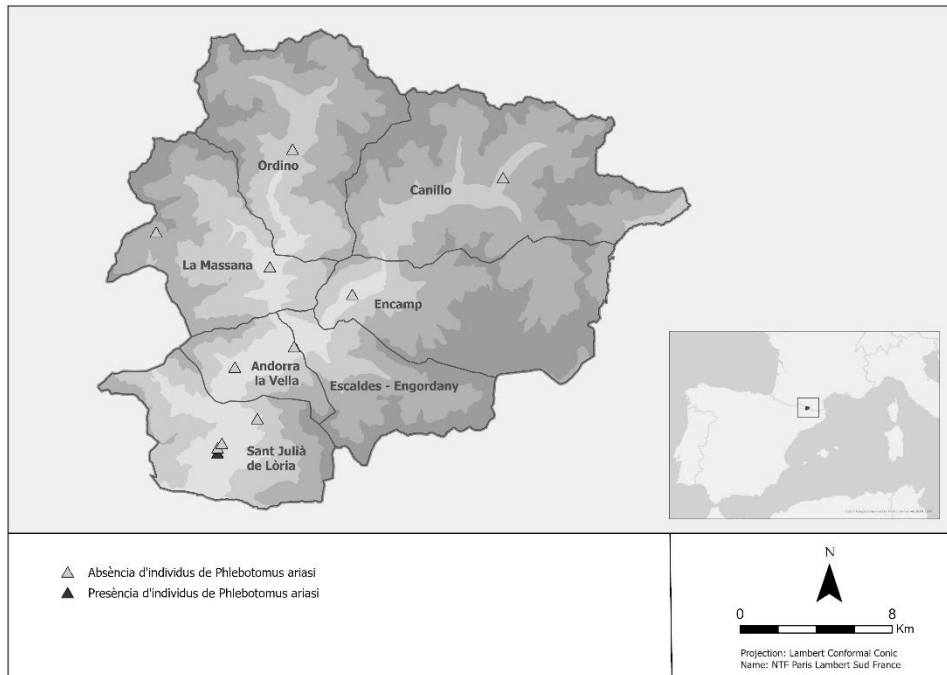 Ordino
Canillo
La Massana
Encamp
Andorra
la Vella
Escaldes - Engordany
Sant Julià
de Lòria
Absència d'individus de Phlebotomus ariasi
Presència d'individus de Phlebotomus ariasi
N
0 8
Km
Projection: Lambert Conformal Conic
Name: NTF Paris Lambert Sud France